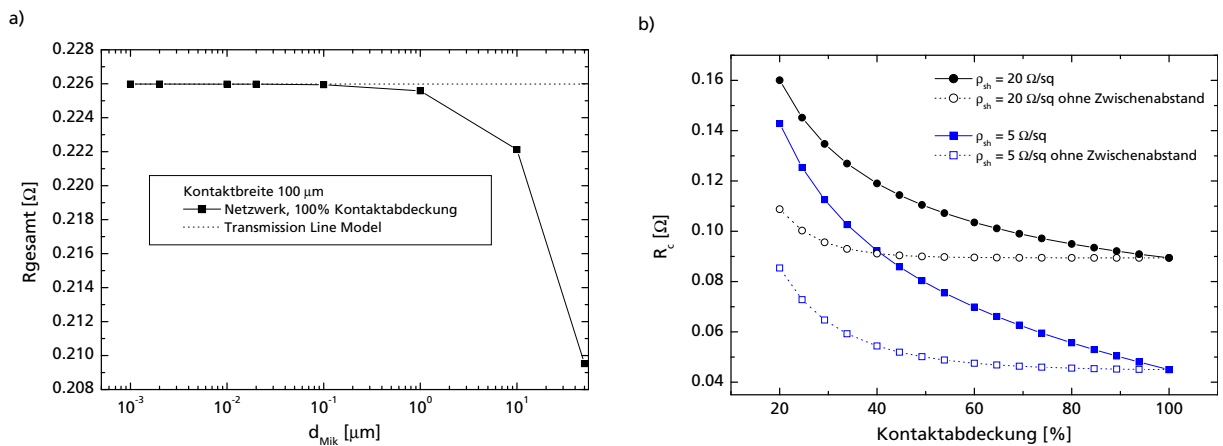 a)
0.228
0.226
0.224
0.222
0.220
0.218
0.216
0.214
0.212
0.210
0.208
Rgesamt [Ω]
Kontaktbreite 100 µm
Netzwerk, 100% Kontaktabdeckung
Transmission Line Model
10⁻³ 10⁻² 10⁻¹ 10⁰ 10¹
d_Mik [µm]
b)
0.16
0.14
0.12
0.10
0.08
0.06
0.04
R_c [Ω]
ρ_sh = 20 Ω/sq
ρ_sh = 20 Ω/sq ohne Zwischenabstand
ρ_sh = 5 Ω/sq
ρ_sh = 5 Ω/sq ohne Zwischenabstand
20 40 60 80 100
Kontaktabdeckung [%]